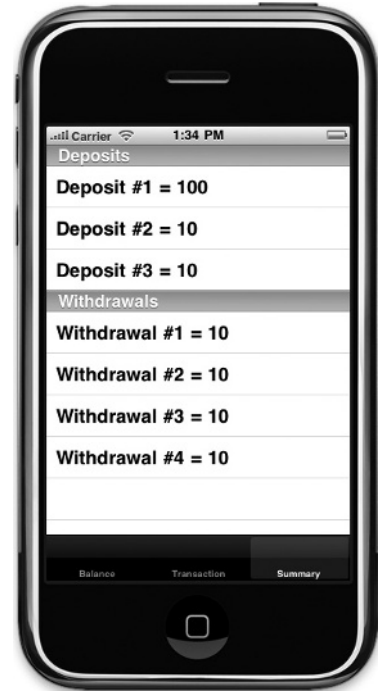 Carrier 1:34 PM
Deposits
Deposit #1 = 100
Deposit #2 = 10
Deposit #3 = 10
Withdrawals
Withdrawal #1 = 10
Withdrawal #2 = 10
Withdrawal #3 = 10
Withdrawal #4 = 10
Balance Transaction Summary